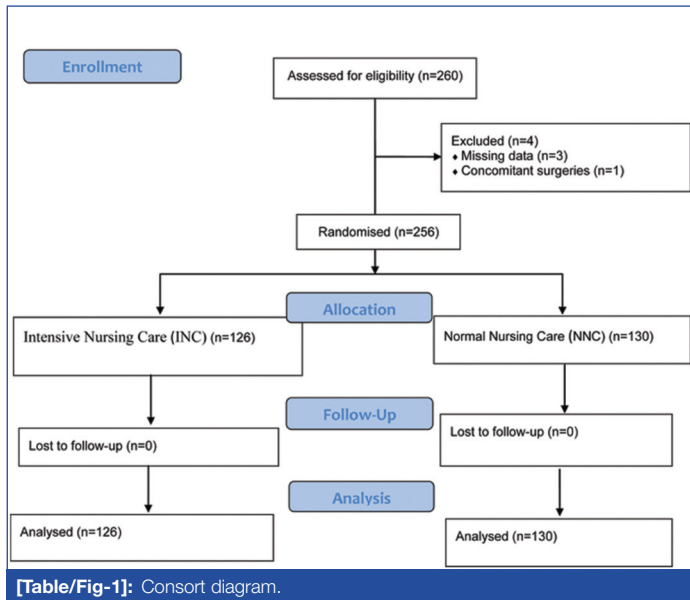 Enrollment
Assessed for eligibility (n=260)
Excluded (n=4)
♦ Missing data (n=3)
♦ Concomitant surgeries (n=1)
Randomised (n=256)
Allocation
Intensive Nursing Care (INC) (n=126)
Normal Nursing Care (NNC) (n=130)
Follow-Up
Lost to follow-up (n=0)
Lost to follow-up (n=0)
Analysis
Analysed (n=126)
Analysed (n=130)
[Table/Fig-1]: Consort diagram.